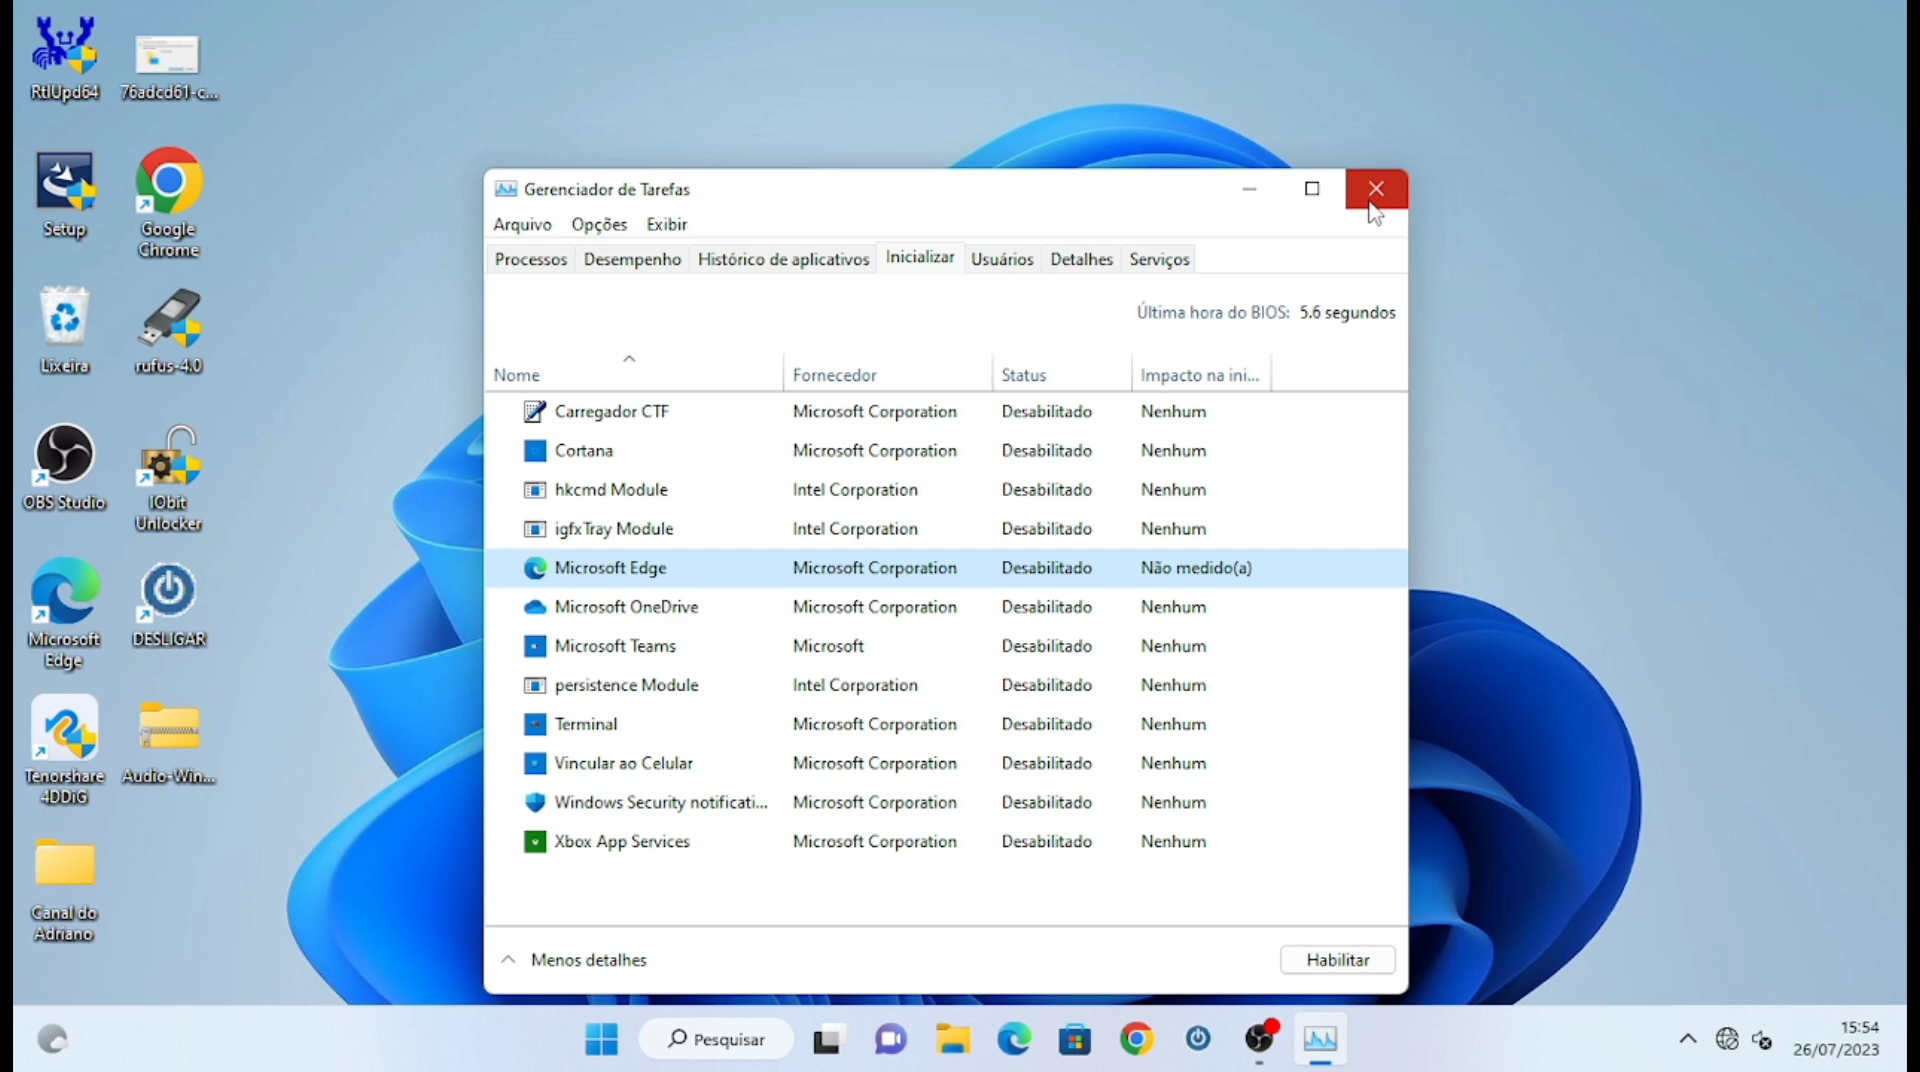 RtlUpd64
76adcd61-c...
Setup
Google
Chrome
Lixeira
rufus-4.0
OBS Studio
IObit
Unlocker
Microsoft
Edge
DESLIGAR
Tenorshare
4DDiG
Audio-Win...
Canal do
Adriano
Gerenciador de Tarefas
Arquivo Opções Exibir
Processos Desempenho Histórico de aplicativos Inicializar Usuários Detalhes Serviços
Última hora do BIOS: 5.6 segundos
Nome Fornecedor Status Impacto na ini...
Carregador CTF Microsoft Corporation Desabilitado Nenhum
Cortana Microsoft Corporation Desabilitado Nenhum
hkcmd Module Intel Corporation Desabilitado Nenhum
igfxTray Module Intel Corporation Desabilitado Nenhum
Microsoft Edge Microsoft Corporation Desabilitado Não medido(a)
Microsoft OneDrive Microsoft Corporation Desabilitado Nenhum
Microsoft Teams Microsoft Desabilitado Nenhum
persistence Module Intel Corporation Desabilitado Nenhum
Terminal Microsoft Corporation Desabilitado Nenhum
Vincular ao Celular Microsoft Corporation Desabilitado Nenhum
Windows Security notificati... Microsoft Corporation Desabilitado Nenhum
Xbox App Services Microsoft Corporation Desabilitado Nenhum
Menos detalhes Habilitar
Pesquisar
15:54
26/07/2023